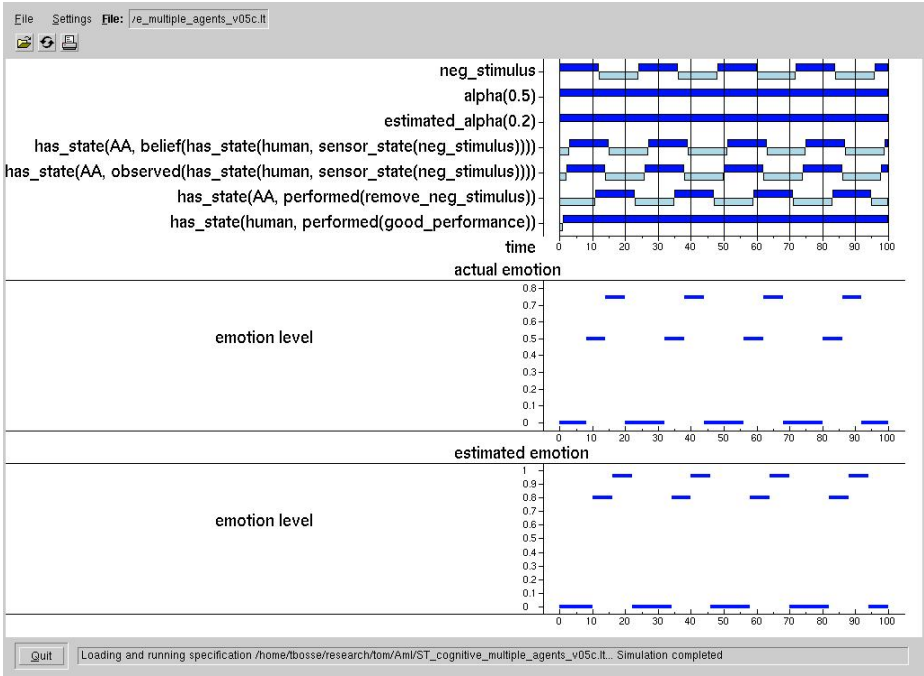 File Settings File: /e_multiple_agents_v05c.lt
neg_stimulus
alpha(0.5)
estimated_alpha(0.2)
has_state(AA, belief(has_state(human, sensor_state(neg_stimulus))))
has_state(AA, observed(has_state(human, sensor_state(neg_stimulus))))
has_state(AA, performed(remove_neg_stimulus))
has_state(human, performed(good_performance))
time 0 10 20 30 40 50 60 70 80 90 100
actual emotion
0.8
0.7
0.6
0.5
emotion level
0.4
0.3
0.2
0.1
0
0 10 20 30 40 50 60 70 80 90 100
estimated emotion
1
0.9
0.8
0.7
0.6
emotion level
0.5
0.4
0.3
0.2
0.1
0
0 10 20 30 40 50 60 70 80 90 100
Quit Loading and running specification /home/tbosse/research/tom/AmI/ST_cognitive_multiple_agents_v05c.lt... Simulation completed